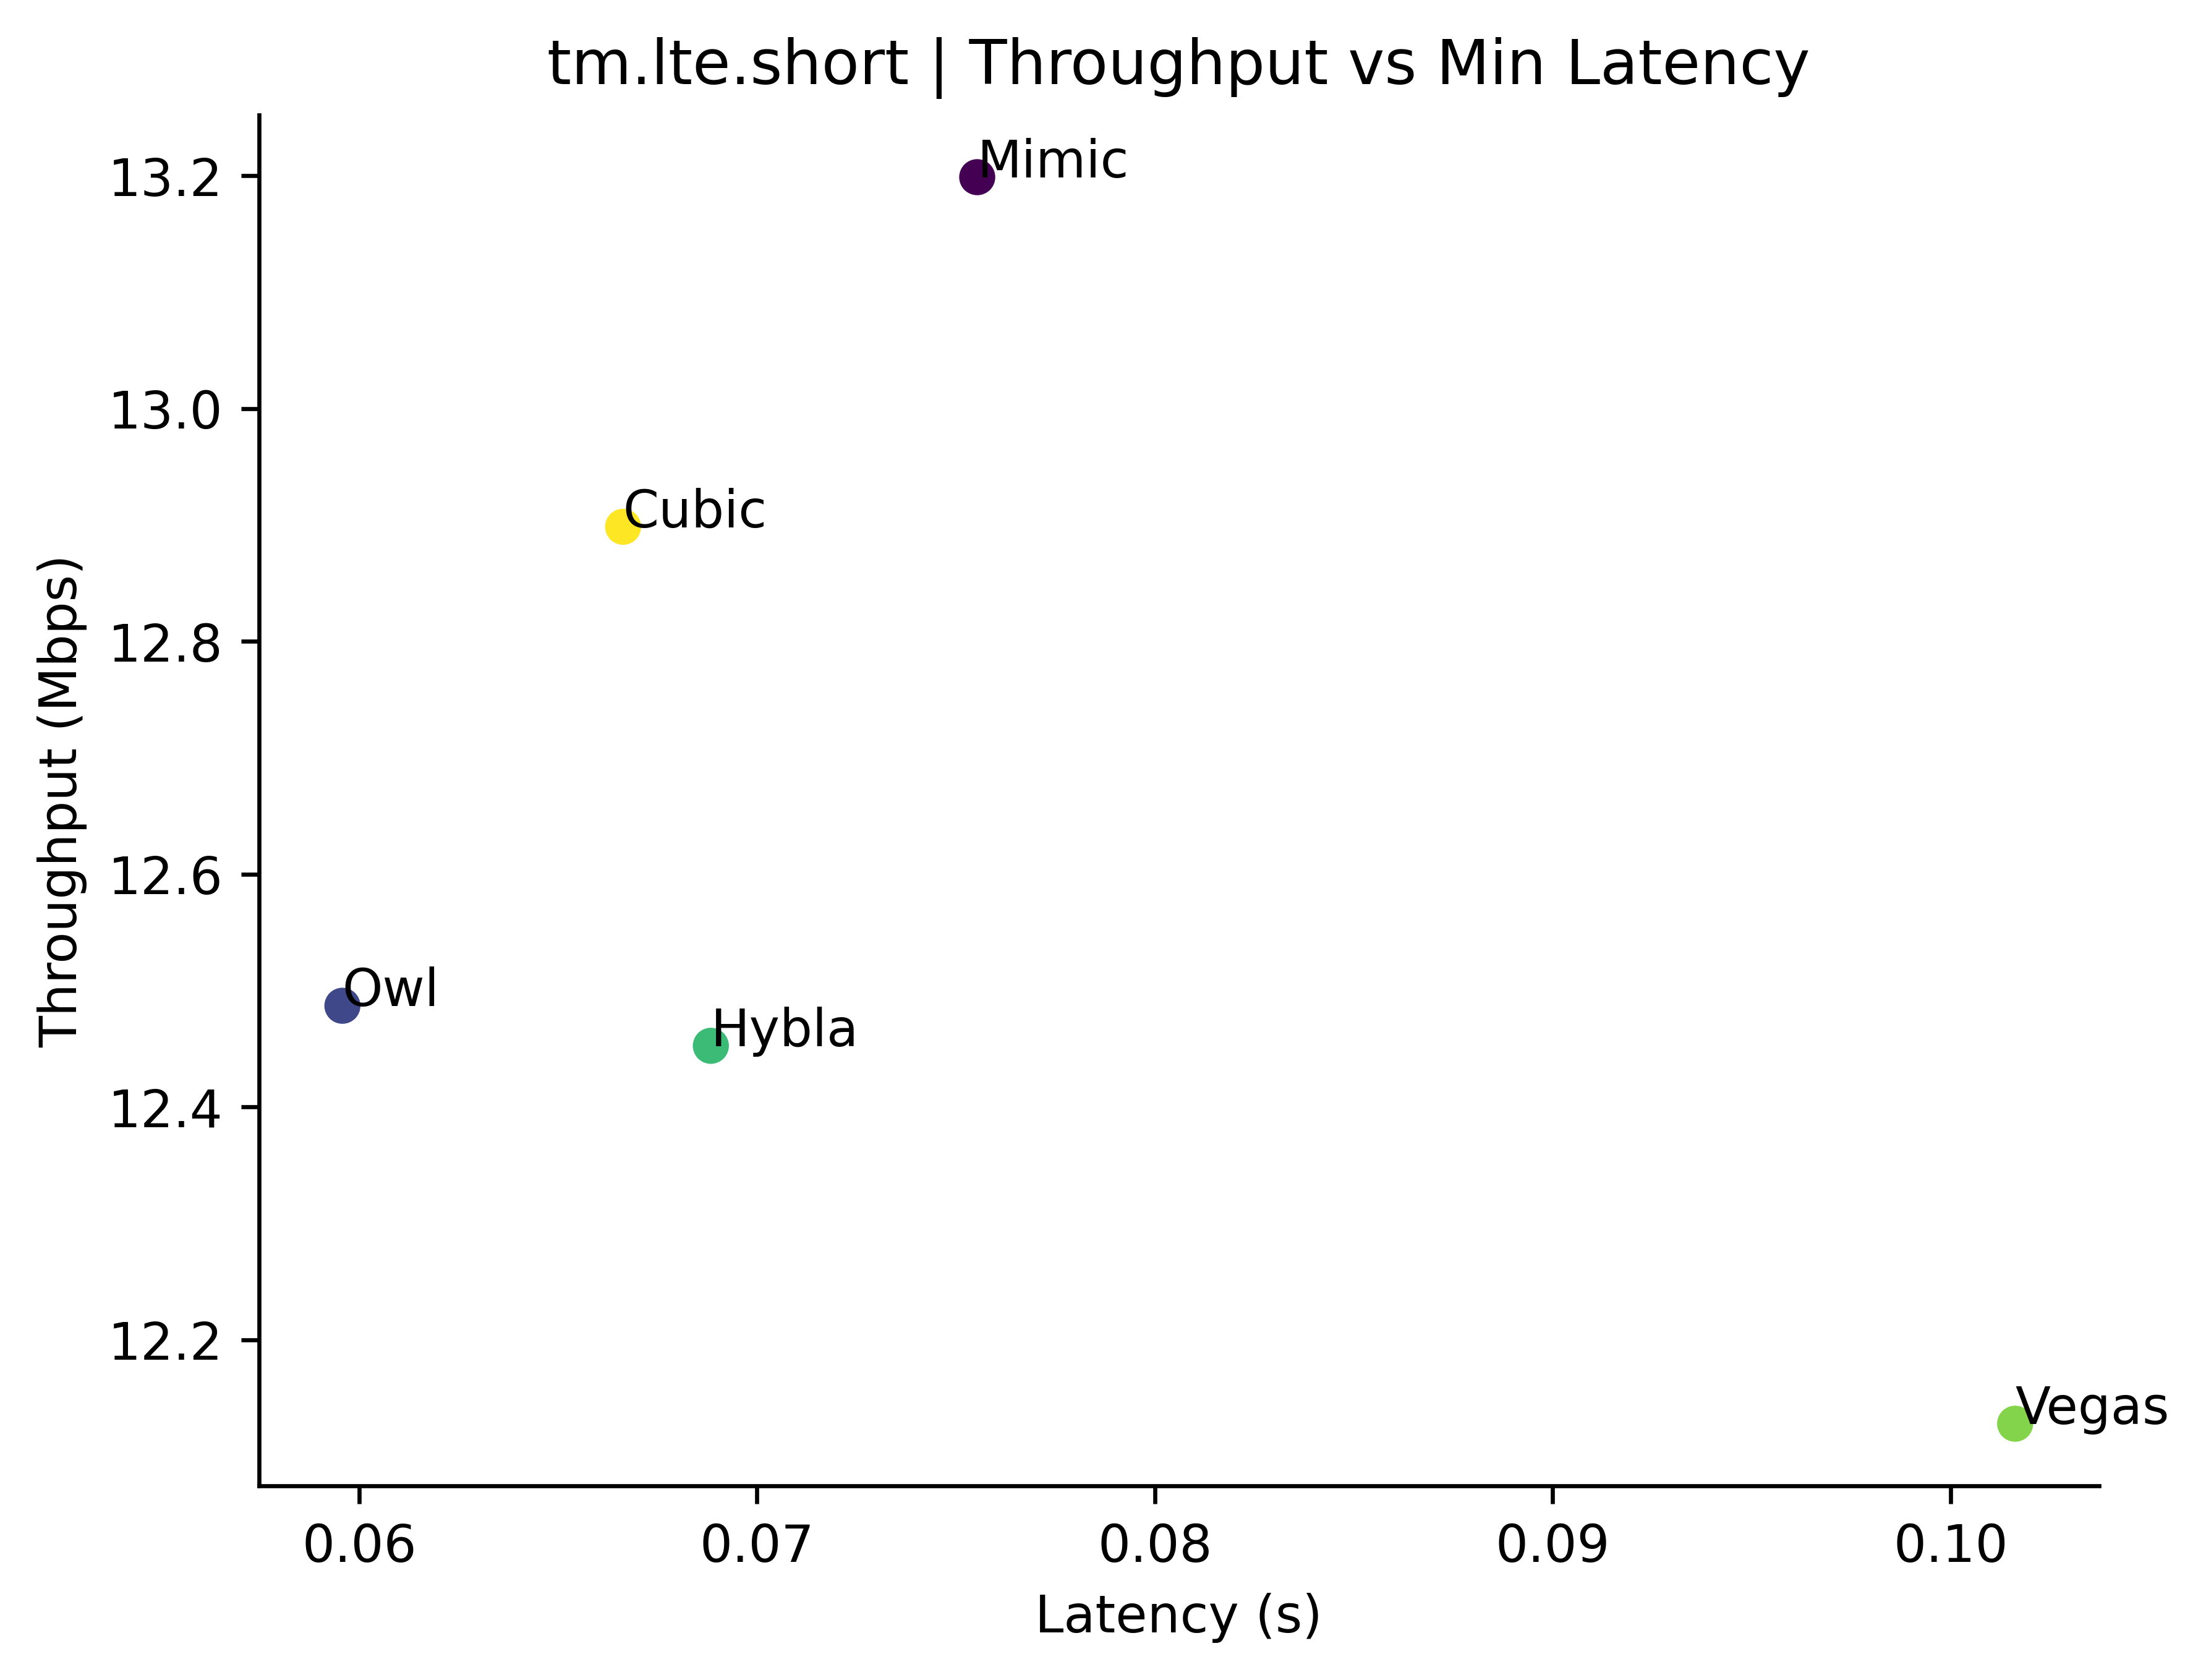 tm.lte.short | Throughput vs Min Latency
Mimic
13.2
13.0
Cubic
12.8
Throughput (Mbps)
12.6
Owl
Hybla
12.4
12.2
Vegas
0.06 0.07 0.08 0.09 0.10
Latency (s)